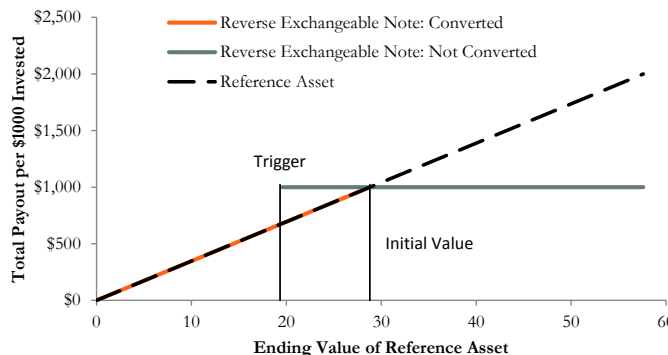 $2,500
$2,000
$1,500
$1,000
$500
$0
Total Payout per $1000 Invested
Reverse Exchangeable Note: Converted
Reverse Exchangeable Note: Not Converted
Reference Asset
Trigger
Initial Value
0 10 20 30 40 50 60
Ending Value of Reference Asset